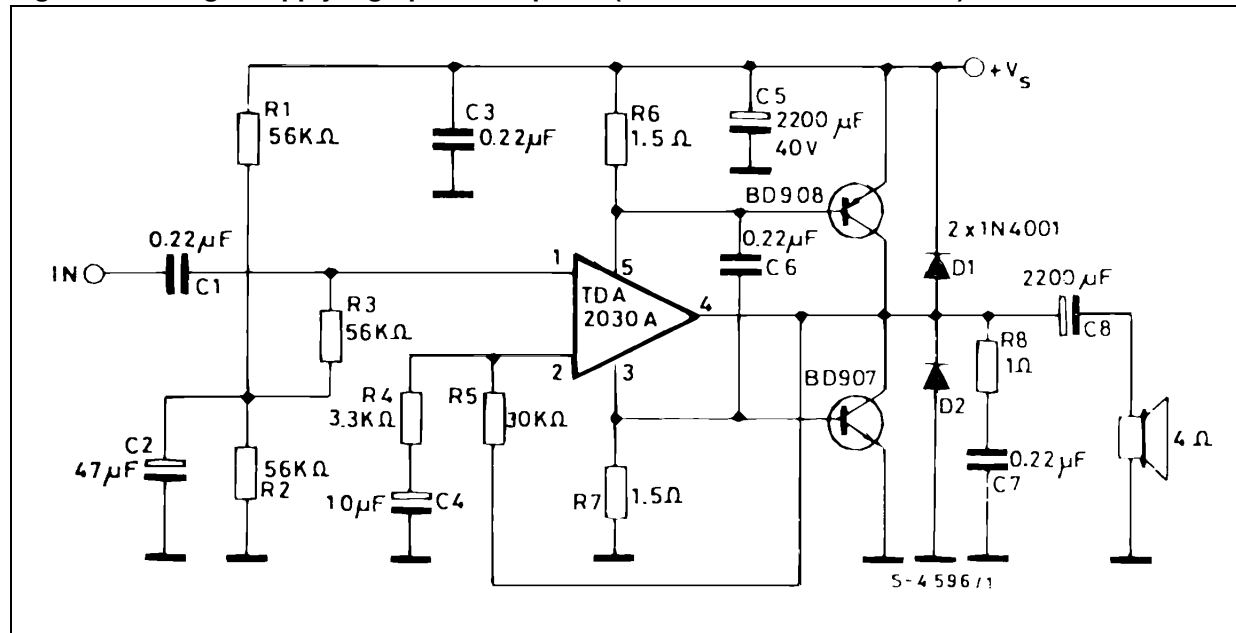 +Vs
R1
56KΩ
C3
0.22μF
R6
1.5 Ω
C5
2200 μF
40V
BD908
2x1N4001
0.22μF
IN
C1
1
5
TDA
2030A
4
0.22μF
C6
D1
2200 μF
C8
R3
56KΩ
2
3
R4
3.3KΩ
R5
30KΩ
BD907
D2
R8
1Ω
4Ω
C2
47μF
56KΩ
R2
10μF
C4
R7
1.5Ω
0.22μF
C7
S-4596/1